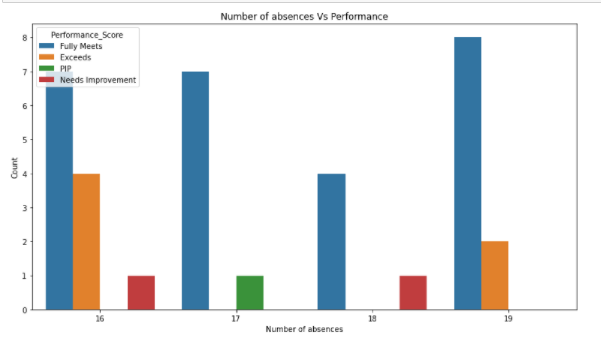 Number of absences Vs Performance
Performance_Score
Fully Meets
Exceeds
PIP
Needs Improvement
Count
8
7
6
5
4
3
2
1
0
16 17 18 19
Number of absences